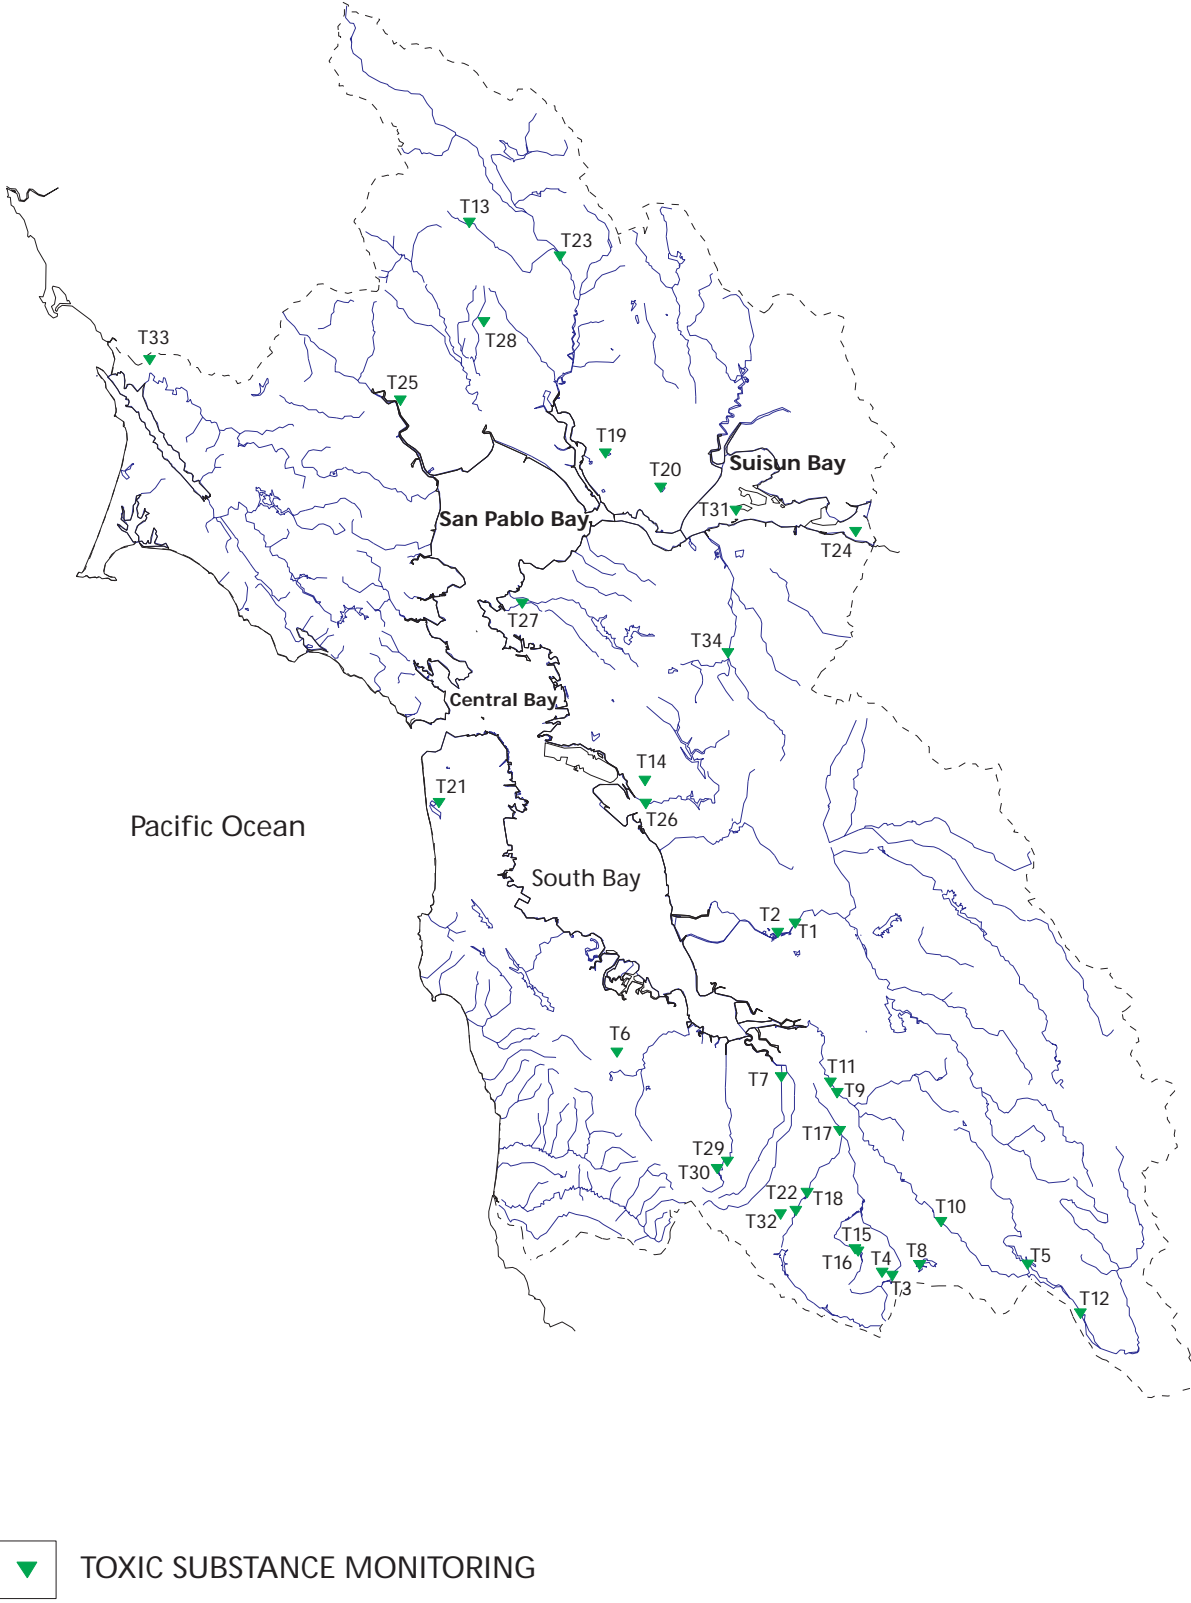 T13
T23
T33
T28
T25
T19
Suisun Bay
T20
T31
San Pablo Bay
T24
T27
T34
Central Bay
T14
T21
T26
Pacific Ocean
South Bay
T2
T1
T6
T11
T7
T9
T17
T29
T30
T22
T18
T10
T32
T15
T16
T4
T8
T5
T3
T12
TOXIC SUBSTANCE MONITORING